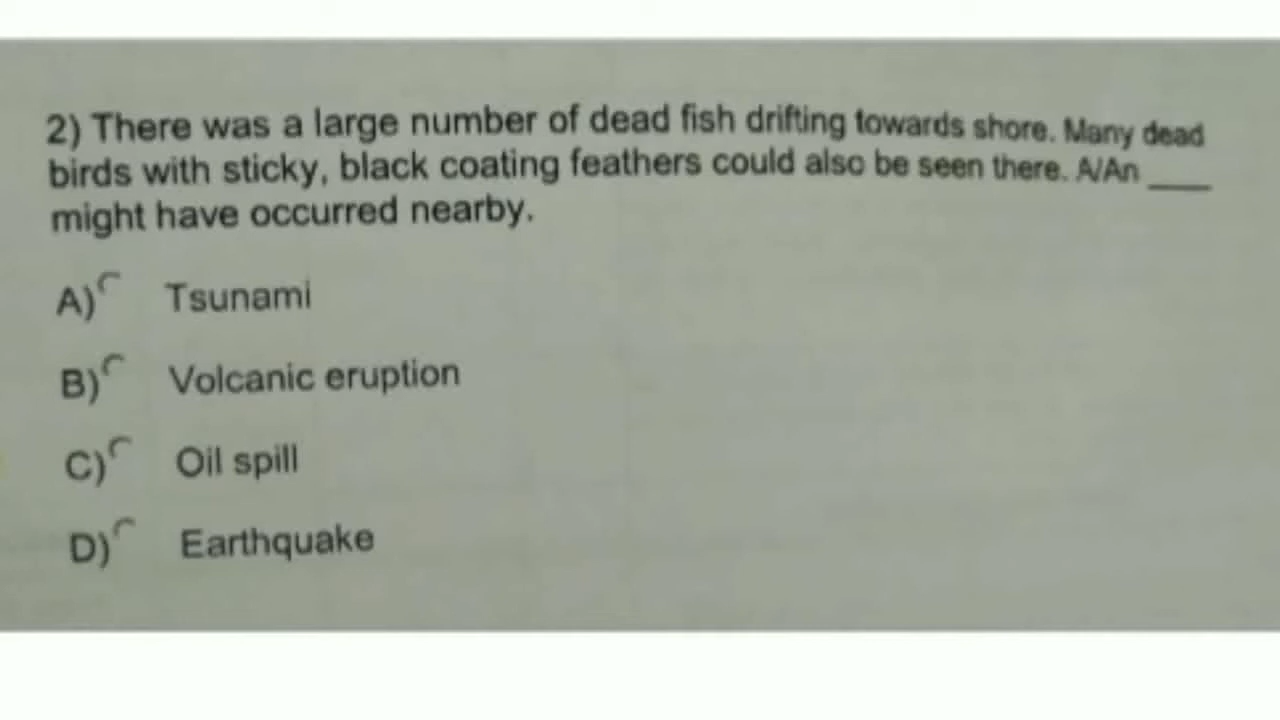 2) There was a large number of dead fish drifting towards shore. Many dead
birds with sticky, black coating feathers could also be seen there. A/An ____
might have occurred nearby.
A) Tsunami
B) Volcanic eruption
C) Oil spill
D) Earthquake